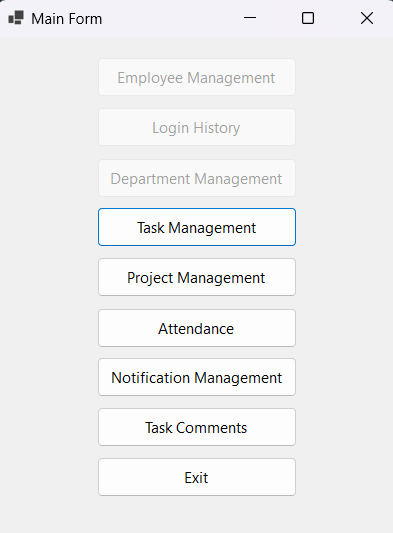 Main Form
Employee Management
Login History
Department Management
Task Management
Project Management
Attendance
Notification Management
Task Comments
Exit